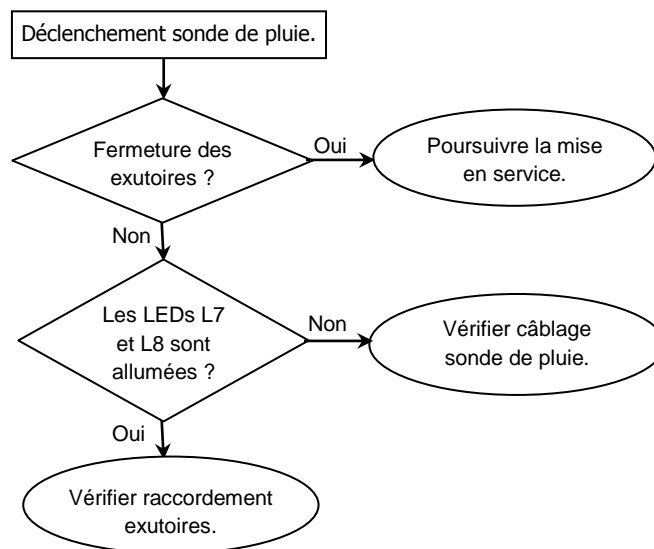 Déclenchement sonde de pluie.
Fermeture des
exutoires ?
Oui
Poursuivre la mise
en service.
Non
Les LEDs L7
et L8 sont
allumées ?
Non
Vérifier câblage
sonde de pluie.
Oui
Vérifier raccordement
exutoires.